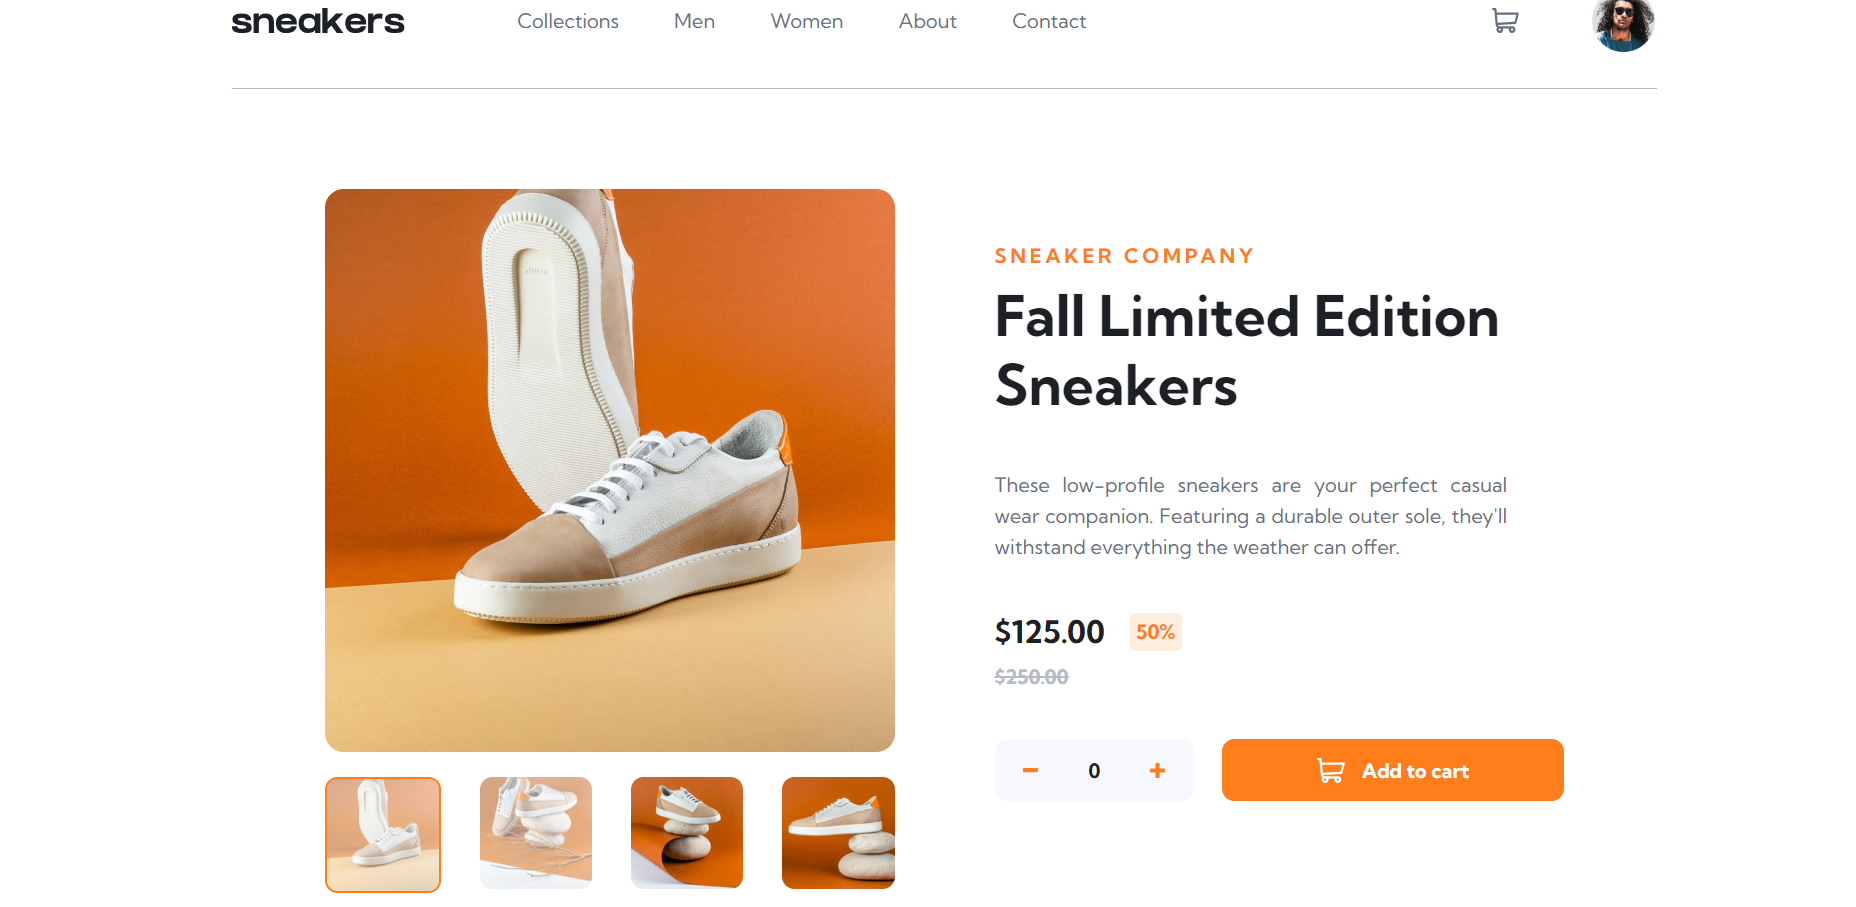 sneakers
Collections Men Women About Contact
SNEAKER COMPANY
Fall Limited Edition
Sneakers
These low-profile sneakers are your perfect casual
wear companion. Featuring a durable outer sole, they'll
withstand everything the weather can offer.
$125.00 50%
$250.00
0
Add to cart